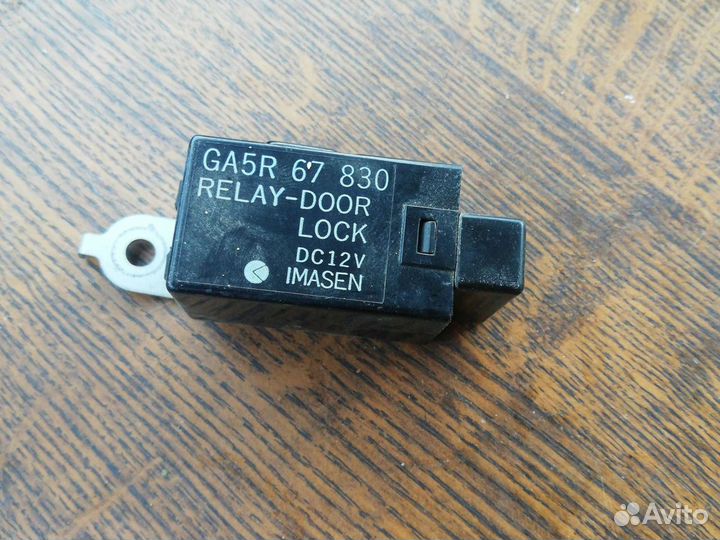 GA5R 67 830
RELAY-DOOR
LOCK
DC12V
IMASEN
Avito